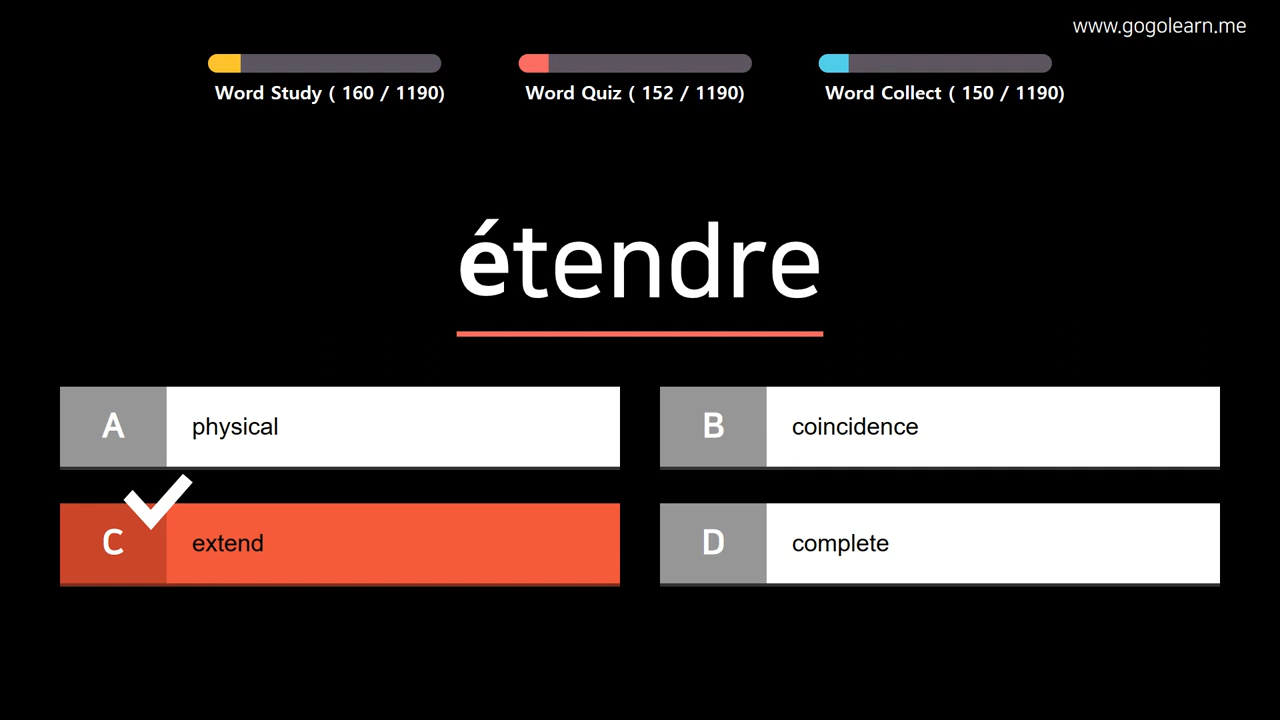 www.gogolearn.me
Word Study ( 160 / 1190)
Word Quiz ( 152 / 1190)
Word Collect ( 150 / 1190)
étendre
A physical
B coincidence
C extend
D complete